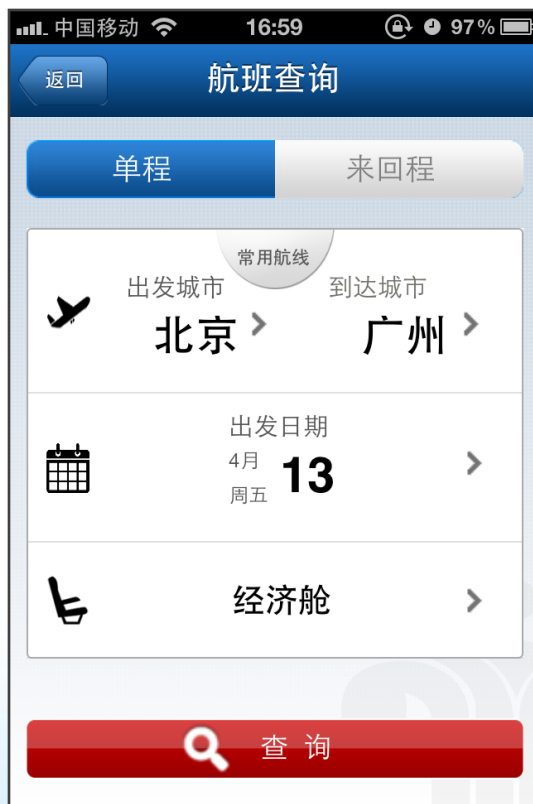 中国移动 16:59 97%
返回 航班查询
单程 来回程
常用航线
出发城市 到达城市
北京 广州
出发日期
4月
周五 13
经济舱
查询